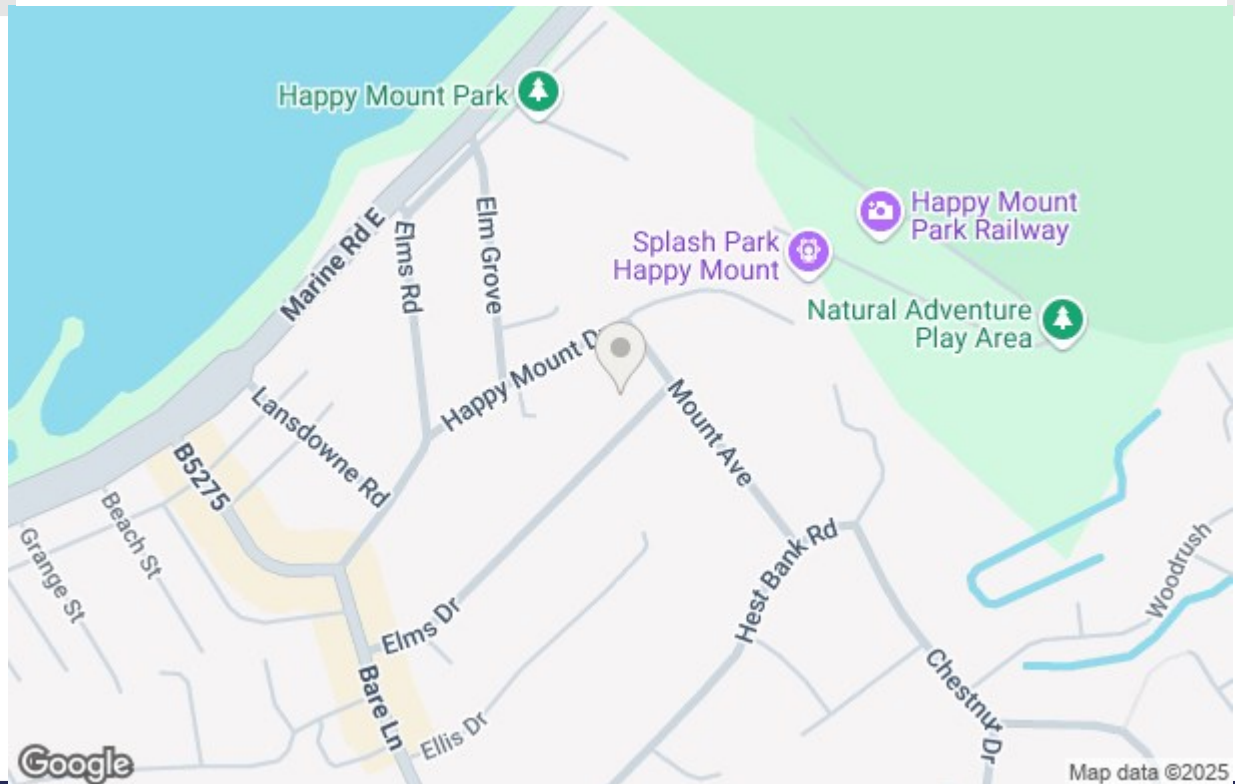 Happy Mount Park
Happy Mount
Park Railway
Splash Park
Happy Mount
Natural Adventure
Play Area
Marine Rd E
Elms Rd
Elm Grove
Happy Mount Dr
Lansdowne Rd
Mount Ave
B5275
Beach St
Grange St
Hest Bank Rd
Woodrush
Elms Dr
Bare Ln
Ellis Dr
Chestnut Dr
Google
Map data ©2025